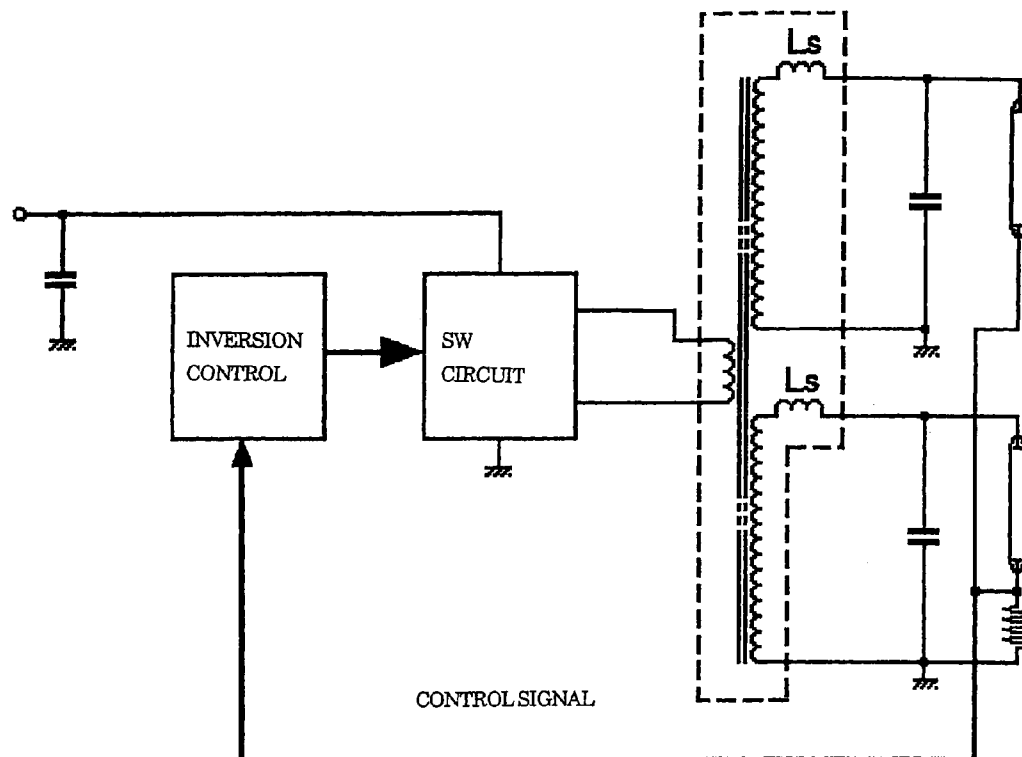 Ls
INVERSION
CONTROL
SW
CIRCUIT
Ls
CONTROL SIGNAL